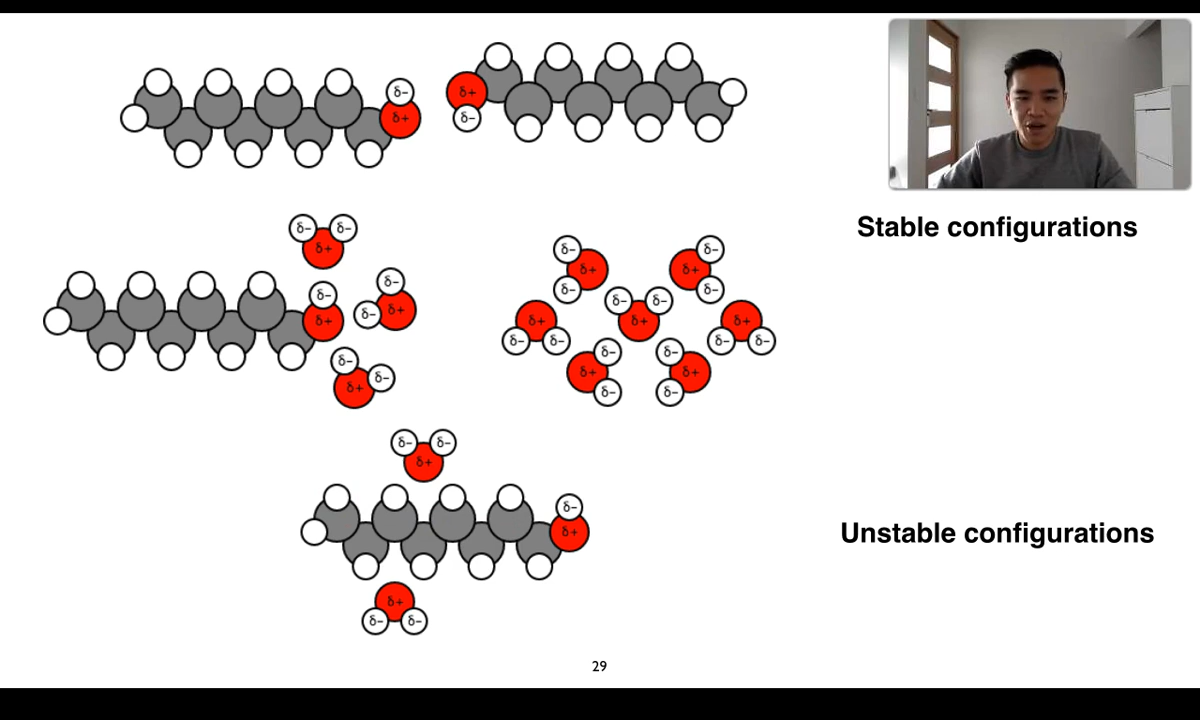 δ-
δ+
δ+
δ-
Stable configurations
δ- δ-
δ+
δ-
δ+
δ-
δ- δ+
δ- δ-
δ+
δ-
δ+
δ-
δ-
δ+
δ-
δ- δ-
δ+
δ+
δ- δ-
δ+
δ- δ-
δ-
δ+
δ-
δ-
δ+
δ-
δ- δ-
δ+
δ-
δ+
Unstable configurations
δ+
δ- δ-
29